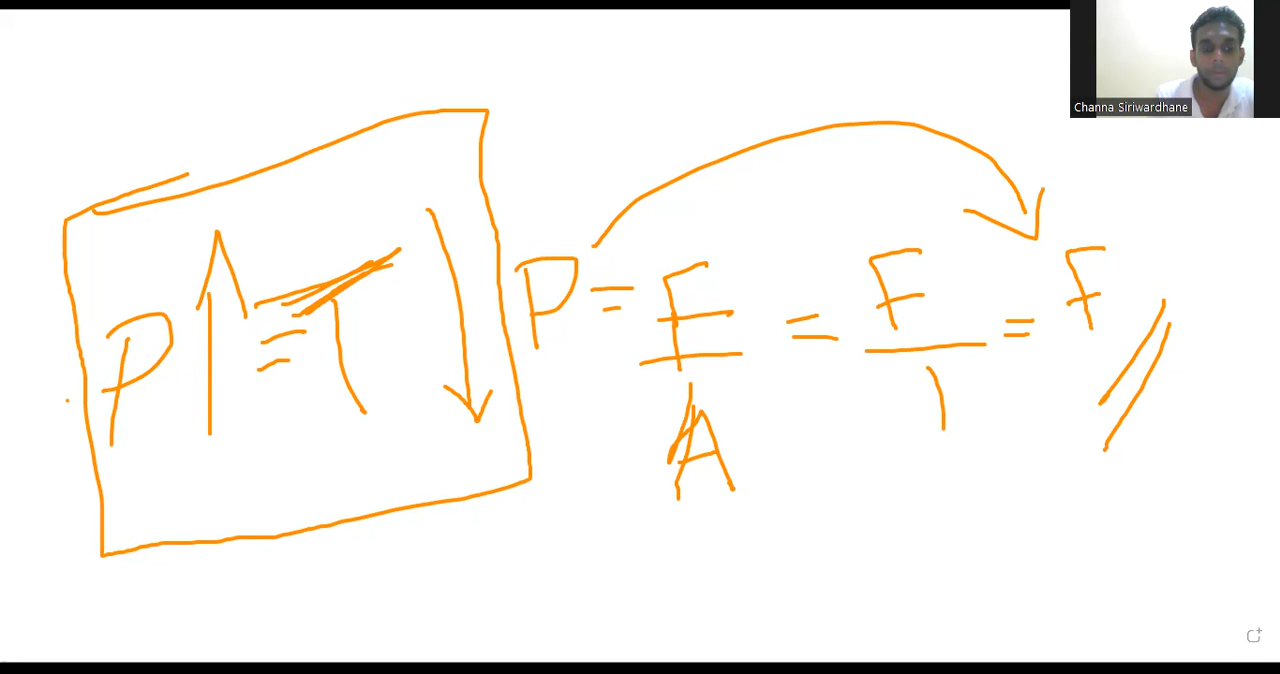 Channa Siriwardhane
P ↑ = T ↓
P = F/A = F/1 = F //